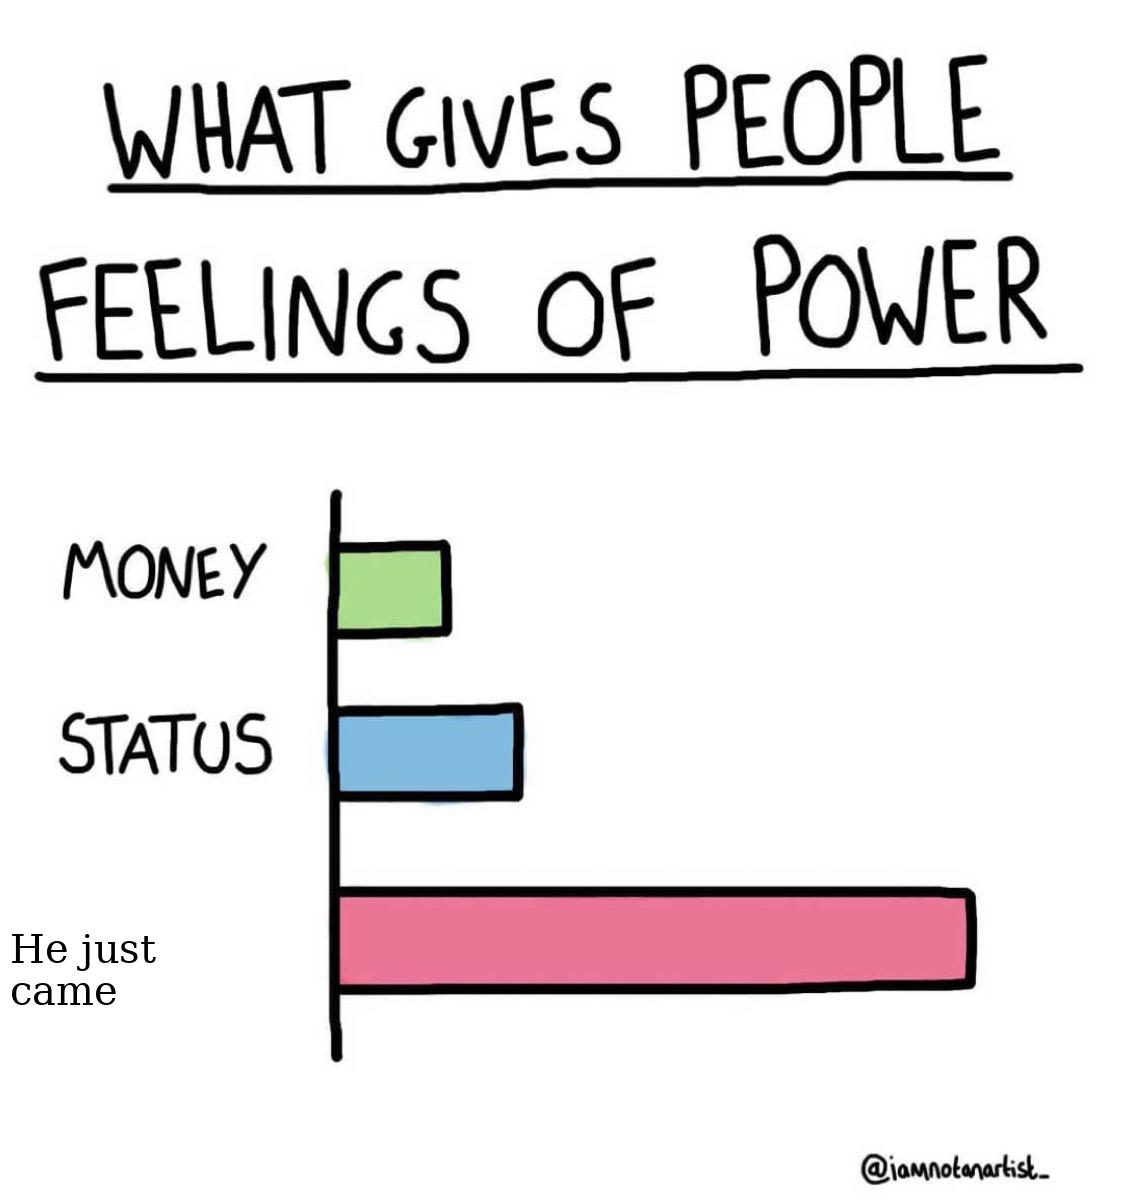 WHAT GIVES PEOPLE
FEELINGS OF POWER
MONEY
STATUS
He just
came
@iamnotanartist_